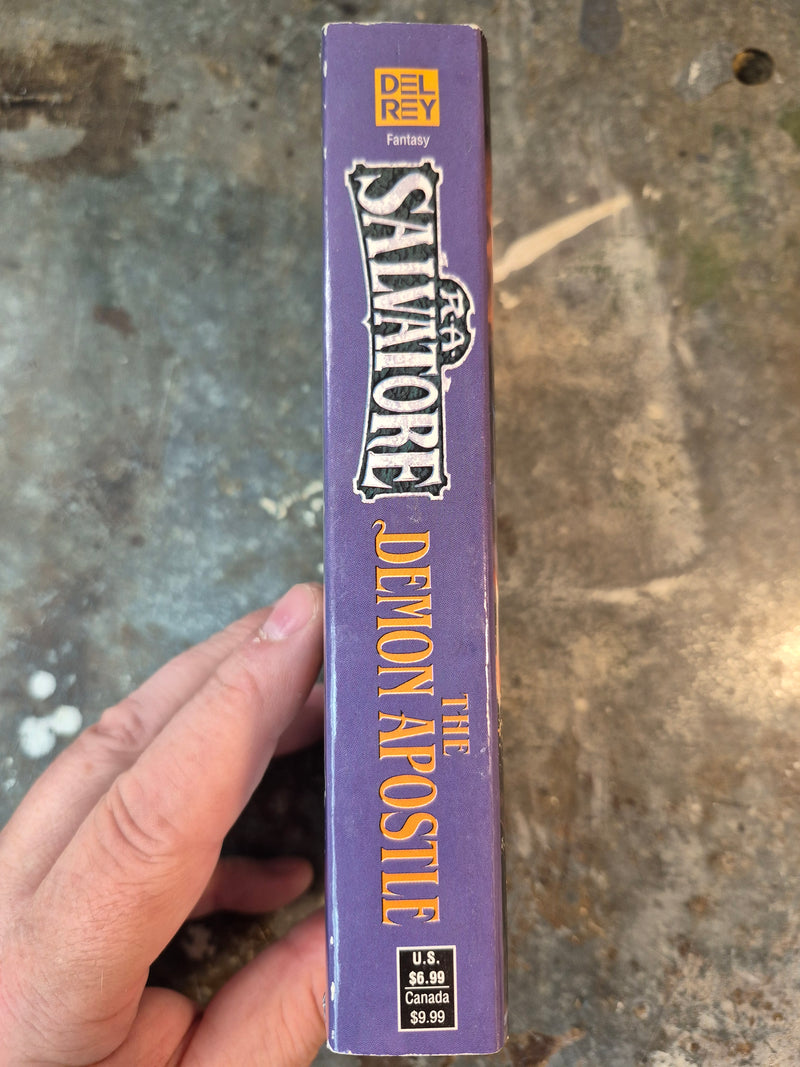 DEL
REY
Fantasy
R.A.
SALVATORE
THE
DEMON APOSTLE
U.S.
$6.99
Canada
$9.99